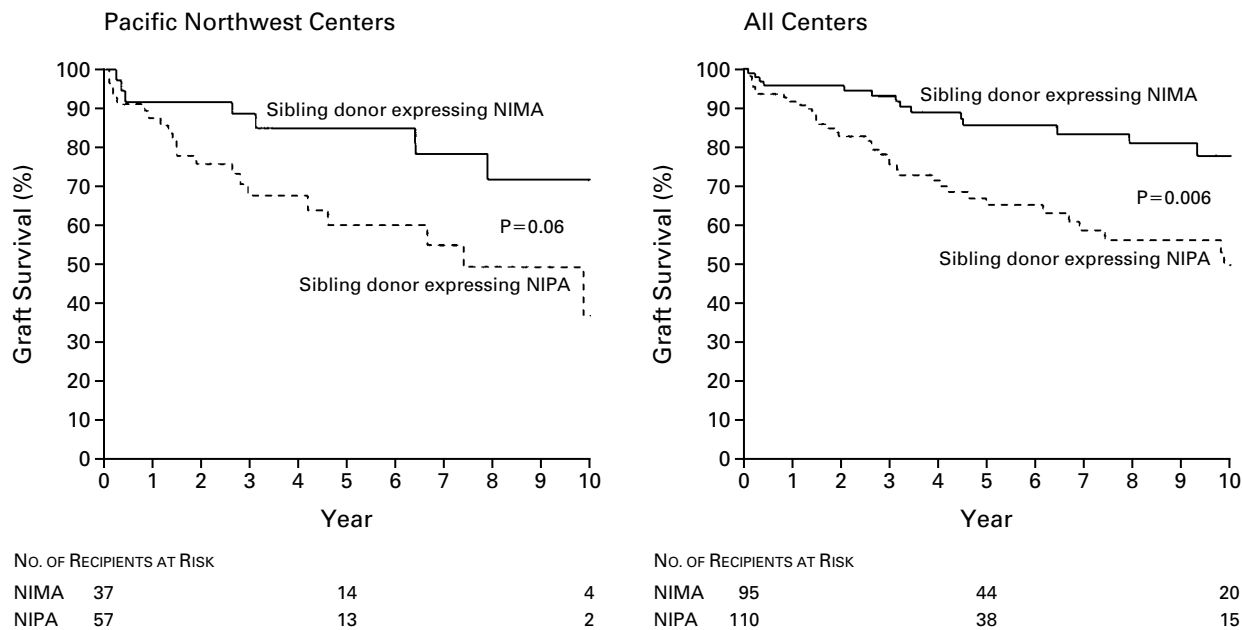 Pacific Northwest Centers
100
90
80
70
60
50
40
30
20
10
0
Graft Survival (%)
Sibling donor expressing NIMA
P=0.06
Sibling donor expressing NIPA
0 1 2 3 4 5 6 7 8 9 10
Year
NO. OF RECIPIENTS AT RISK
NIMA 37 14 4
NIPA 57 13 2
All Centers
100
90
80
70
60
50
40
30
20
10
0
Graft Survival (%)
Sibling donor expressing NIMA
P=0.006
Sibling donor expressing NIPA
0 1 2 3 4 5 6 7 8 9 10
Year
NO. OF RECIPIENTS AT RISK
NIMA 95 44 20
NIPA 110 38 15